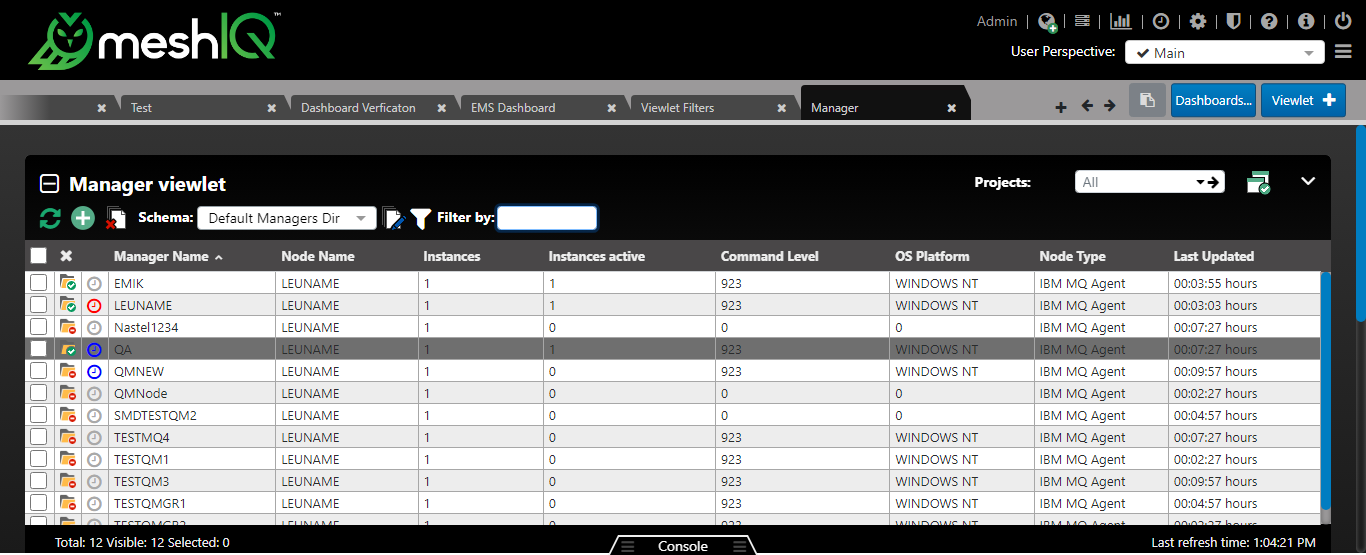 meshIQ™
Admin
User Perspective: Main
Test Dashboard Verficaton EMS Dashboard Viewlet Filters Manager Dashboards... Viewlet
Manager viewlet Projects: All
Schema: Default Managers Dir Filter by:
Manager Name Node Name Instances Instances active Command Level OS Platform Node Type Last Updated
EMIK LEUNAME 1 1 923 WINDOWS NT IBM MQ Agent 00:03:55 hours
LEUNAME LEUNAME 1 1 923 WINDOWS NT IBM MQ Agent 00:03:03 hours
Nastel1234 LEUNAME 1 0 0 0 IBM MQ Agent 00:07:27 hours
QA LEUNAME 1 1 923 WINDOWS NT IBM MQ Agent 00:07:27 hours
QMNEW LEUNAME 1 0 923 WINDOWS NT IBM MQ Agent 00:09:57 hours
QMNode LEUNAME 1 0 0 0 IBM MQ Agent 00:02:27 hours
SMDTESTQM2 LEUNAME 1 0 0 0 IBM MQ Agent 00:04:57 hours
TESTMQ4 LEUNAME 1 0 923 WINDOWS NT IBM MQ Agent 00:07:27 hours
TESTQM1 LEUNAME 1 0 923 WINDOWS NT IBM MQ Agent 00:02:27 hours
TESTQM3 LEUNAME 1 0 923 WINDOWS NT IBM MQ Agent 00:09:57 hours
TESTQMGR1 LEUNAME 1 0 923 WINDOWS NT IBM MQ Agent 00:04:57 hours
TESTQMGR2 LEUNAME 1 0 923 WINDOWS NT IBM MQ Agent
Total: 12 Visible: 12 Selected: 0 Console Last refresh time: 1:04:21 PM